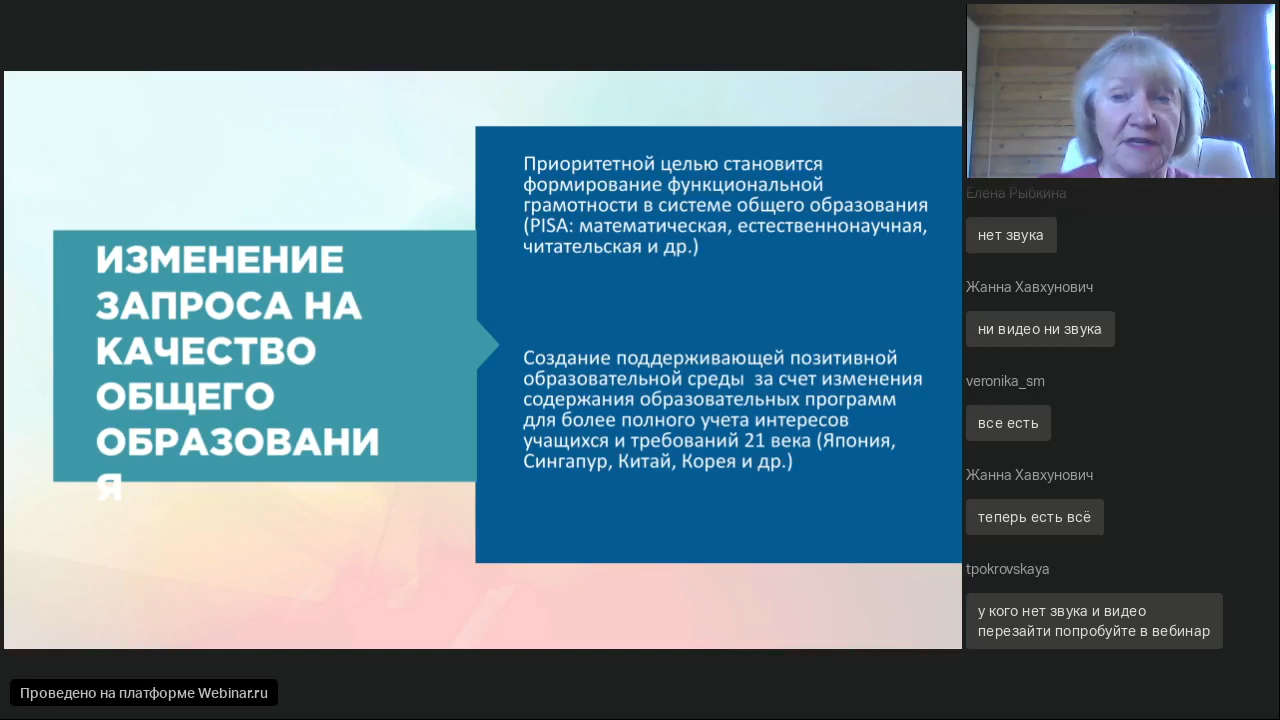 ИЗМЕНЕНИЕ
ЗАПРОСА НА
КАЧЕСТВО
ОБЩЕГО
ОБРАЗОВАНИ
Я
Приоритетной целью становится
формирование функциональной
грамотности в системе общего образования
(PISA: математическая, естественнонаучная,
читательская и др.)
Создание поддерживающей позитивной
образовательной среды за счет изменения
содержания образовательных программ
для более полного учета интересов
учащихся и требований 21 века (Япония,
Сингапур, Китай, Корея и др.)
Елена Рыбкина
нет звука
Жанна Хавхунович
ни видео ни звука
veronika_sm
все есть
Жанна Хавхунович
теперь есть всё
tpokrovskaya
у кого нет звука и видео
перезайти попробуйте в вебинар
Проведено на платформе Webinar.ru